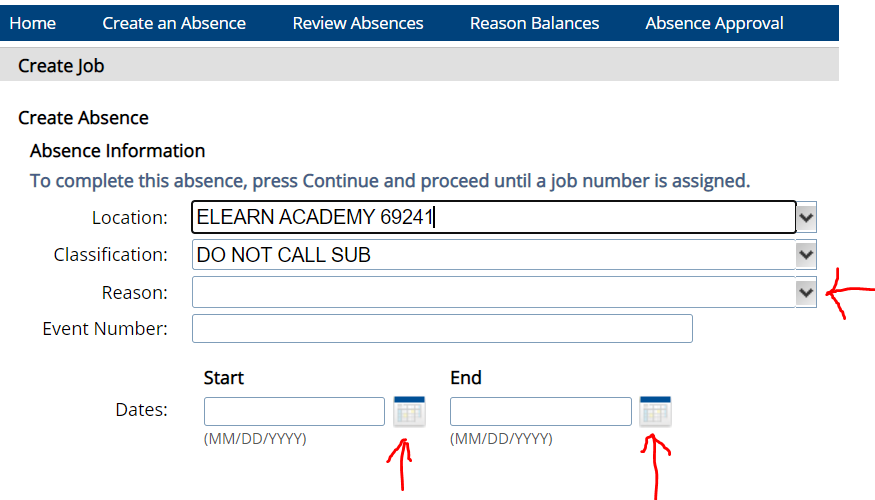 Home Create an Absence Review Absences Reason Balances Absence Approval
Create Job
Create Absence
Absence Information
To complete this absence, press Continue and proceed until a job number is assigned.
Location: ELEARN ACADEMY 69241
Classification: DO NOT CALL SUB
Reason:
Event Number:
Start End
Dates:
(MM/DD/YYYY) (MM/DD/YYYY)